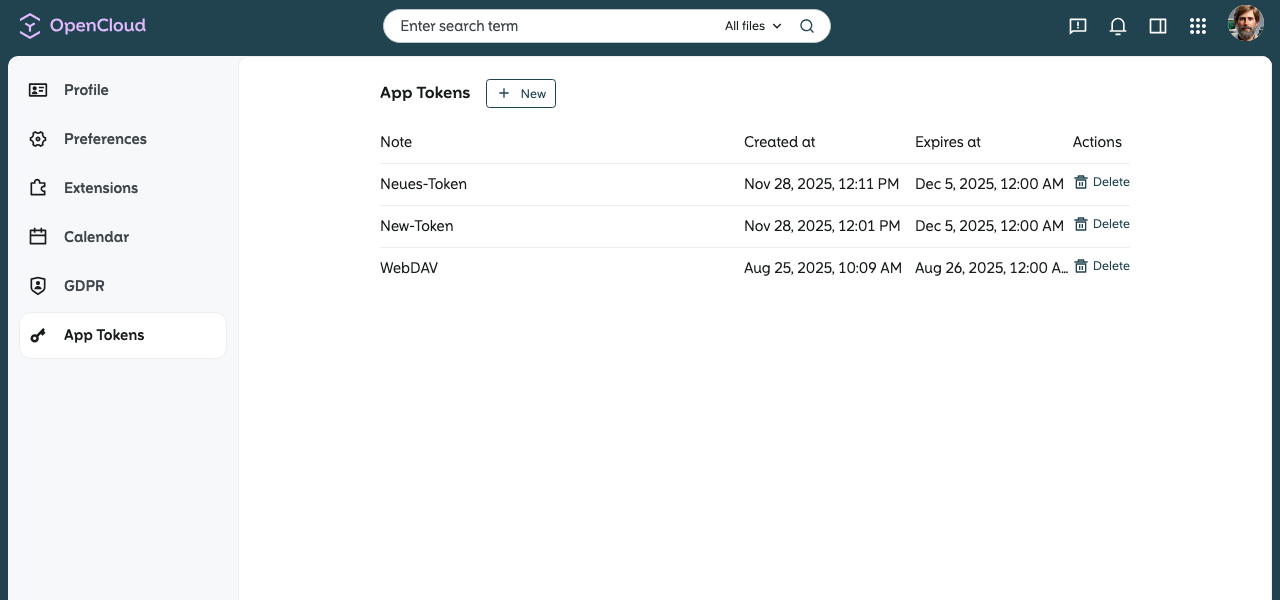 OpenCloud
Enter search term
All files
Profile
Preferences
Extensions
Calendar
GDPR
App Tokens
App Tokens
New
Note Created at Expires at Actions
Neues-Token Nov 28, 2025, 12:11 PM Dec 5, 2025, 12:00 AM Delete
New-Token Nov 28, 2025, 12:01 PM Dec 5, 2025, 12:00 AM Delete
WebDAV Aug 25, 2025, 10:09 AM Aug 26, 2025, 12:00 A... Delete